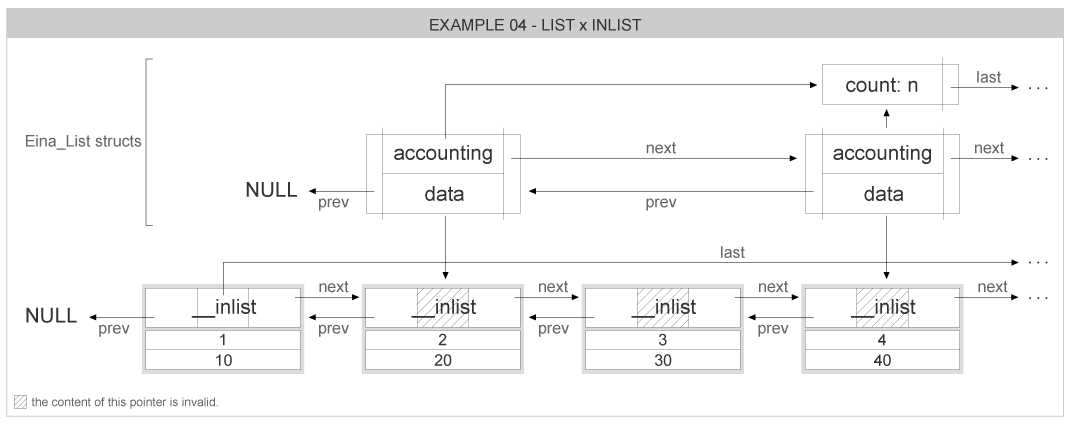 EXAMPLE 04 - LIST x INLIST
count: n
last
...
Eina_List structs
accounting
next
accounting
next
...
NULL
prev
data
prev
data
last
...
NULL
prev
__inlist
next
prev
__inlist
next
prev
__inlist
next
prev
__inlist
next
...
1
2
3
4
10
20
30
40
the content of this pointer is invalid.